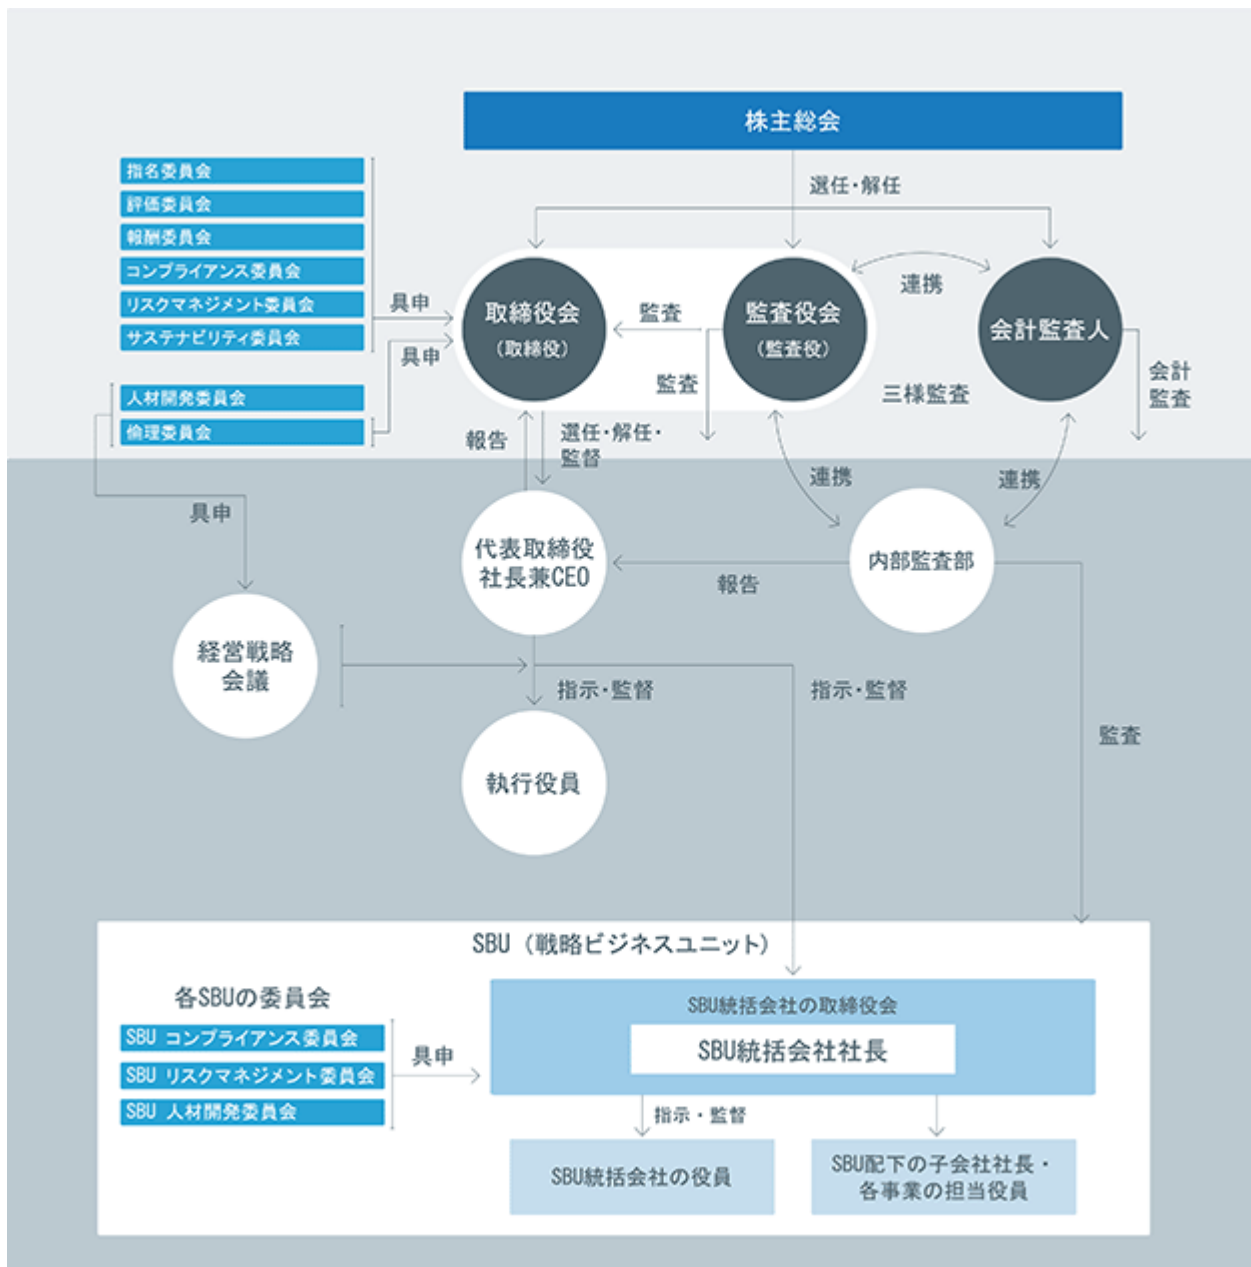 株主総会
選任・解任
指名委員会
評価委員会
報酬委員会
コンプライアンス委員会
リスクマネジメント委員会
サステナビリティ委員会
人材開発委員会
倫理委員会
具申
具申
取締役会
(取締役)
監査
監査役会
(監査役)
連携
会計監査人
監査
三様監査
会計
監査
報告
選任・解任・
監督
連携
連携
具申
代表取締役
社長兼CEO
報告
内部監査部
経営戦略
会議
指示・監督
指示・監督
監査
執行役員
SBU (戦略ビジネスユニット)
各SBUの委員会
SBU コンプライアンス委員会
SBU リスクマネジメント委員会
SBU 人材開発委員会
具申
SBU統括会社の取締役会
SBU統括会社社長
指示・監督
SBU統括会社の役員
SBU配下の子会社社長・
各事業の担当役員